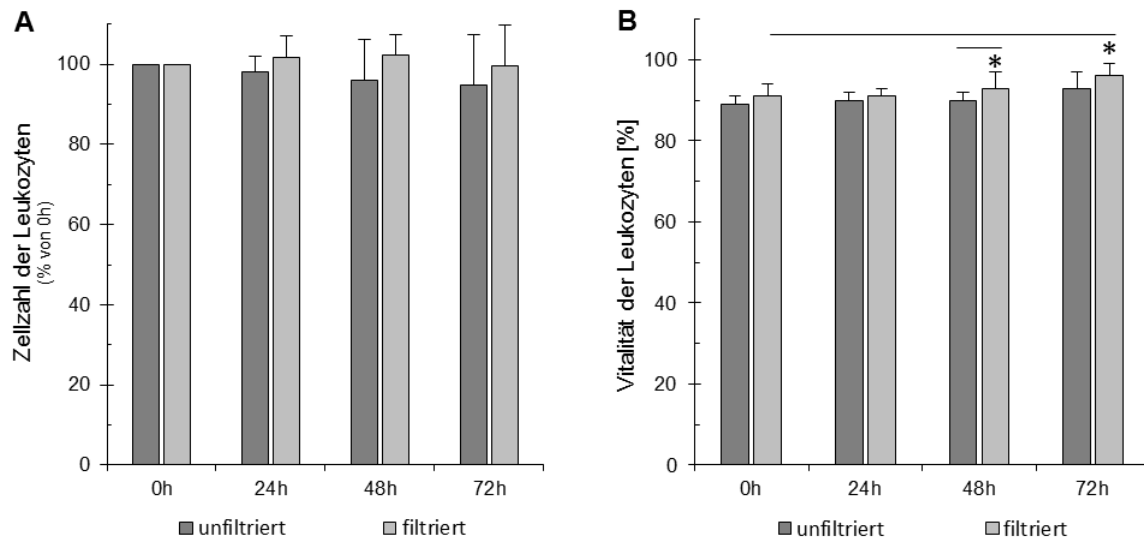 A
Zellzahl der Leukozyten
(% von 0h)
100
80
60
40
20
0
0h 24h 48h 72h
unfiltriert filtriert
B
Vitalität der Leukozyten [%]
100
80
60
40
20
0
* *
0h 24h 48h 72h
unfiltriert filtriert